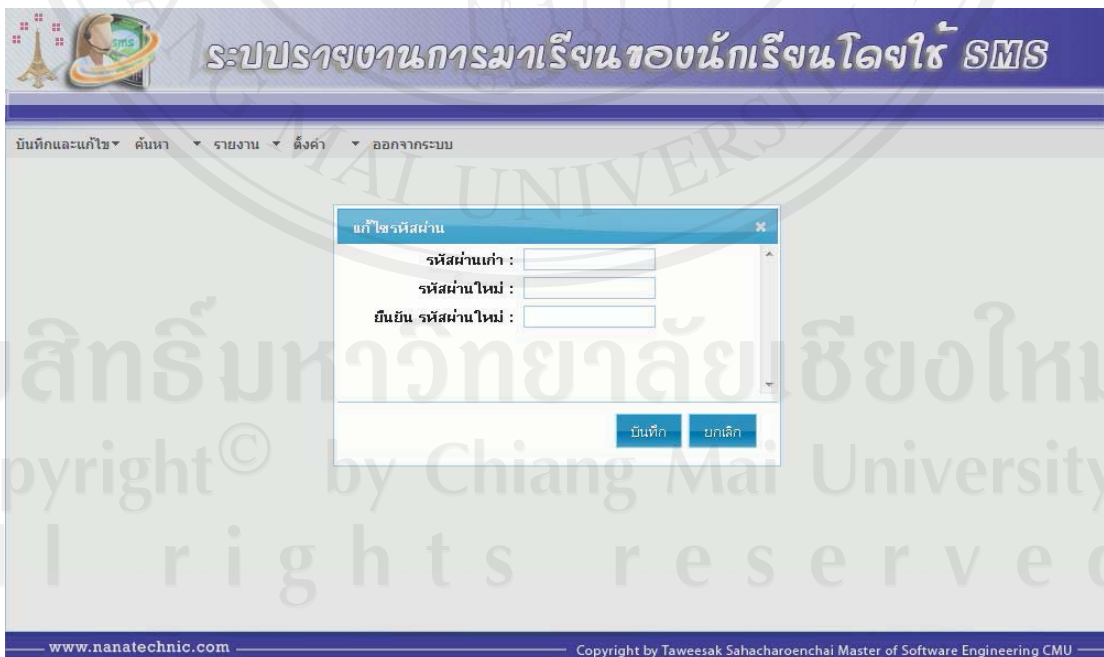 sms
ระบบรายงานการมาเรียนของนักเรียนโดยใช้ SMS
บันทึกและแก้ไข ค้นหา รายงาน ตั้งค่า ออกจากระบบ
แก้ไขรหัสผ่าน
รหัสผ่านเก่า :
รหัสผ่านใหม่ :
ยืนยัน รหัสผ่านใหม่ :
บันทึก ยกเลิก
MAI UNIVERSIT
สิทธิ์มหาวิทยาลัยเชียงให
pyright© by Chiang Mai University
l rights reserved
www.nanatechnic.com Copyright by Taweesak Sahacharoenchai Master of Software Engineering CMU